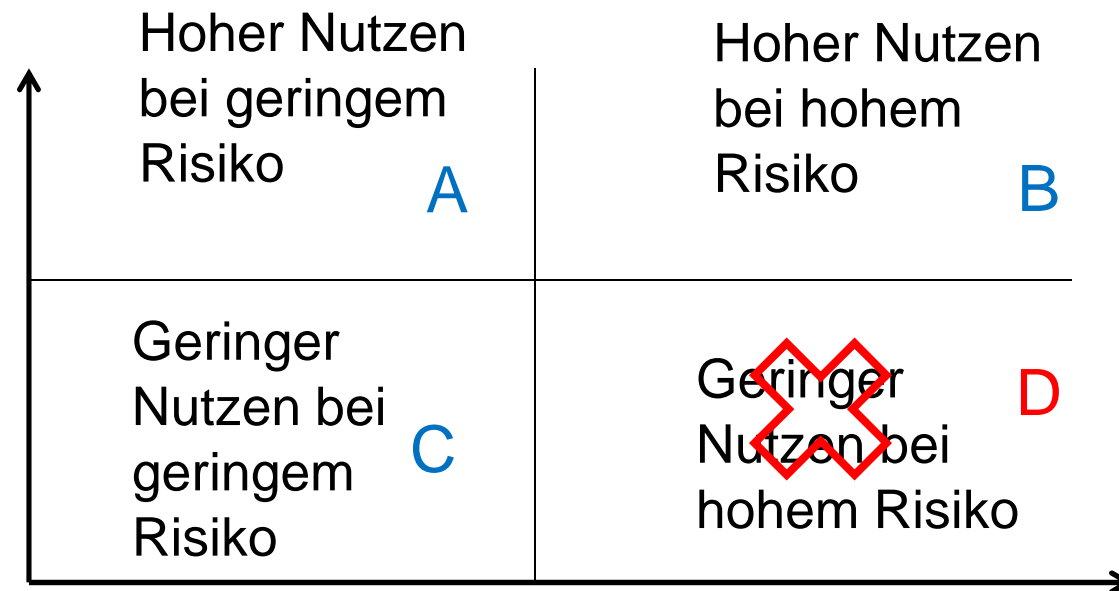 Hoher Nutzen
bei geringem
Risiko
A
Hoher Nutzen
bei hohem
Risiko
B
Geringer
Nutzen bei
geringem
Risiko
C
Geringer
Nutzen bei
hohem Risiko
D